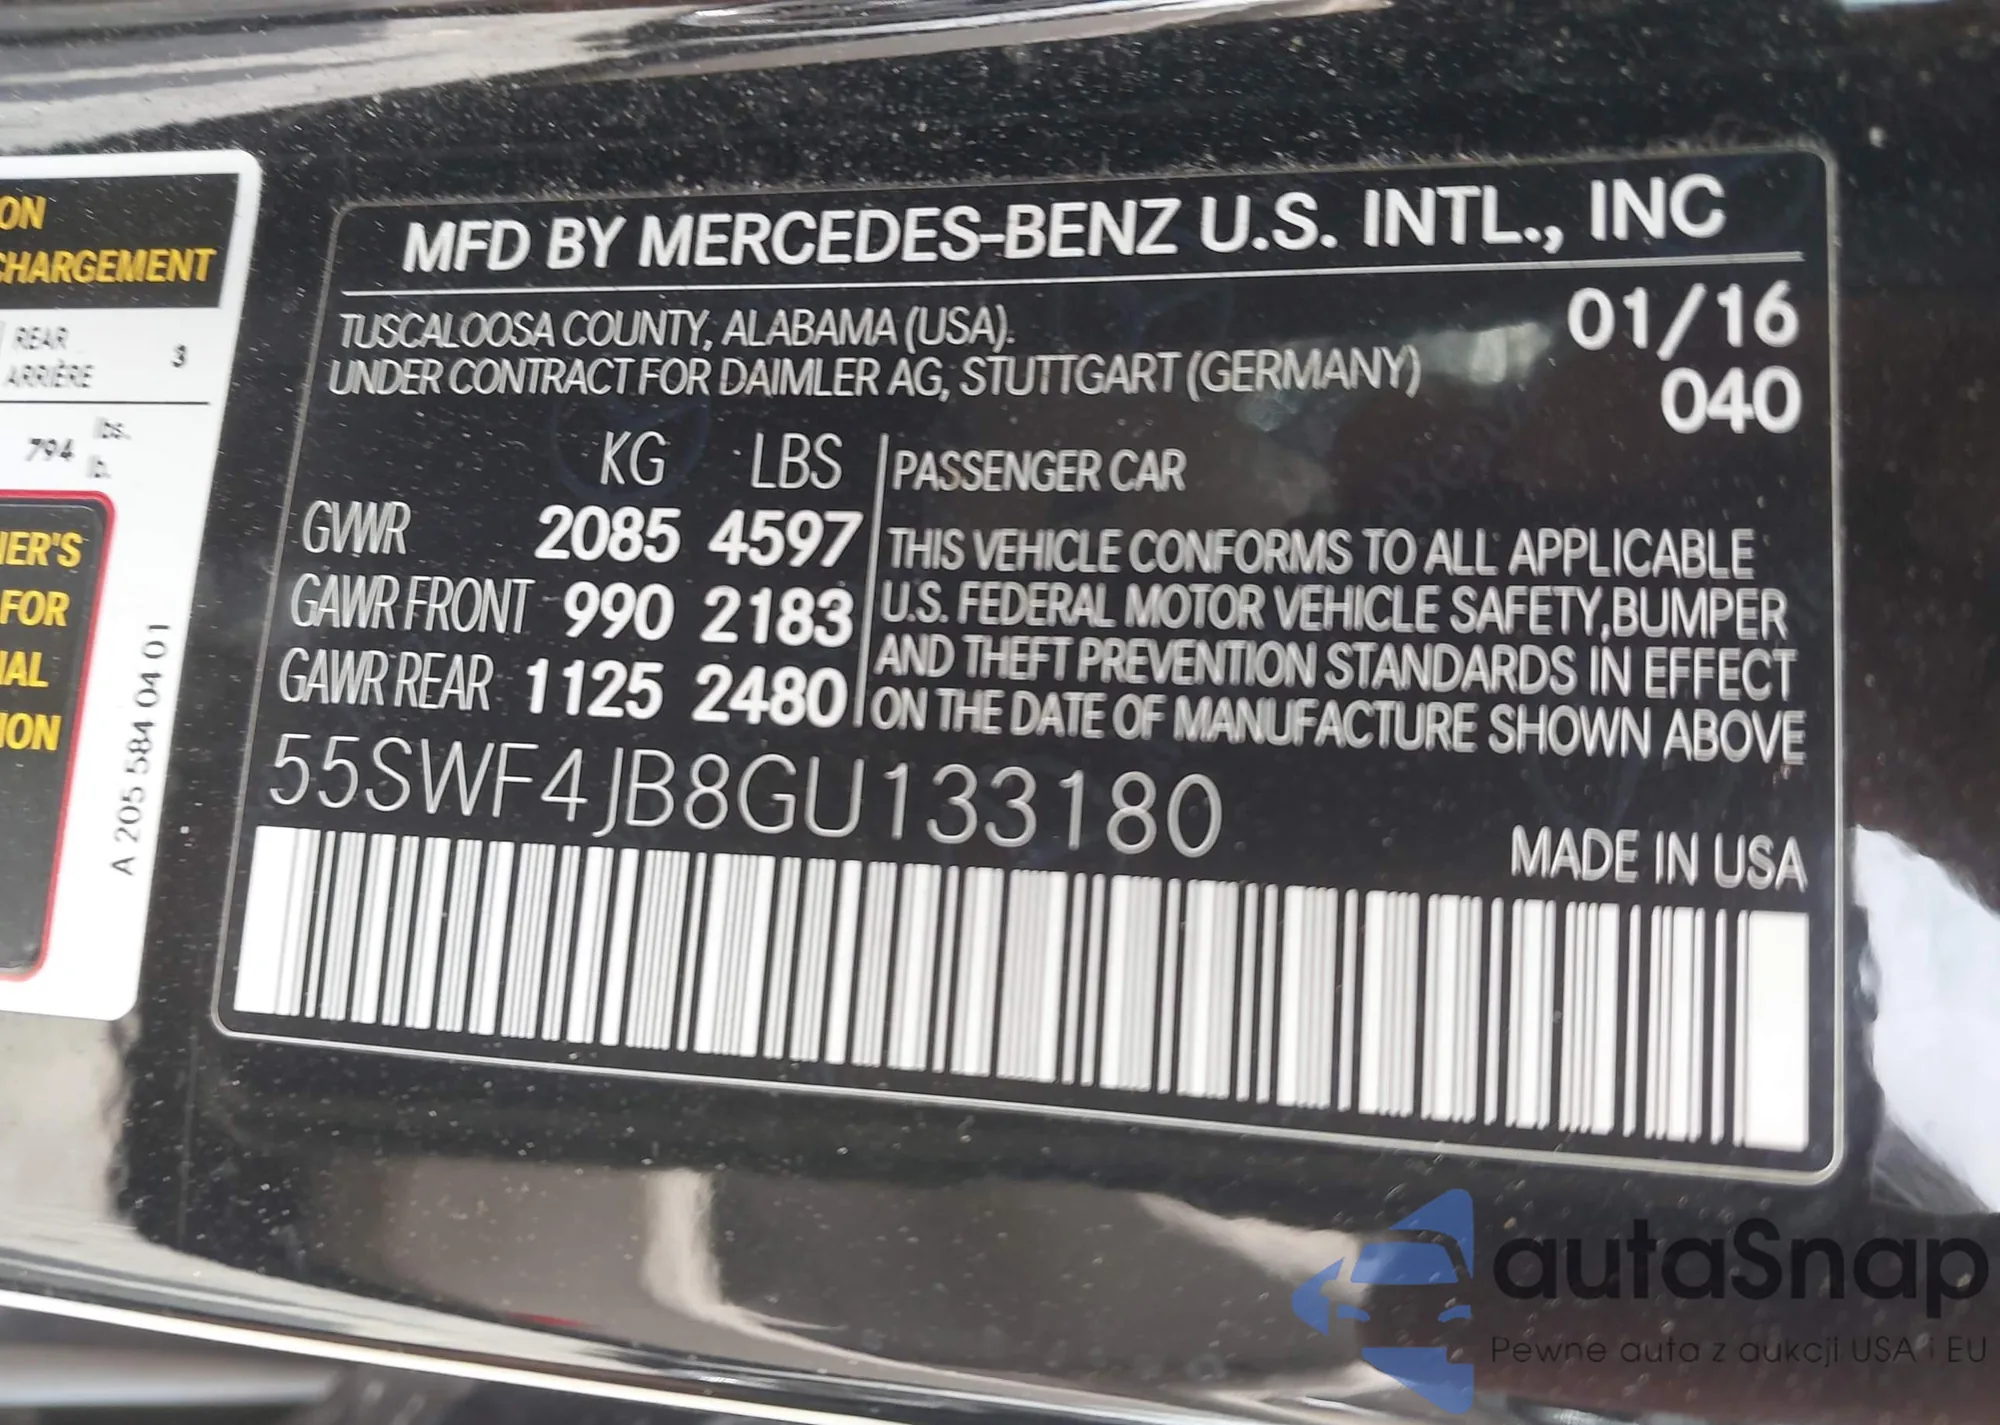 ON
CHARGEMENT
REAR 3
ARRIÈRE
794 lbs.
lb.
FOR
ION
A 205 584 04 01
MFD BY MERCEDES-BENZ U.S. INTL., INC
TUSCALOOSA COUNTY, ALABAMA (USA). 01/16
UNDER CONTRACT FOR DAIMLER AG, STUTTGART (GERMANY) 040
KG LBS PASSENGER CAR
GVWR 2085 4597
GAWR FRONT 990 2183
GAWR REAR 1125 2480
THIS VEHICLE CONFORMS TO ALL APPLICABLE
U.S. FEDERAL MOTOR VEHICLE SAFETY, BUMPER
AND THEFT PREVENTION STANDARDS IN EFFECT
ON THE DATE OF MANUFACTURE SHOWN ABOVE
55SWF4JB8GU133180
MADE IN USA
autaSnap
Pewne auta z aukcji USA i EU